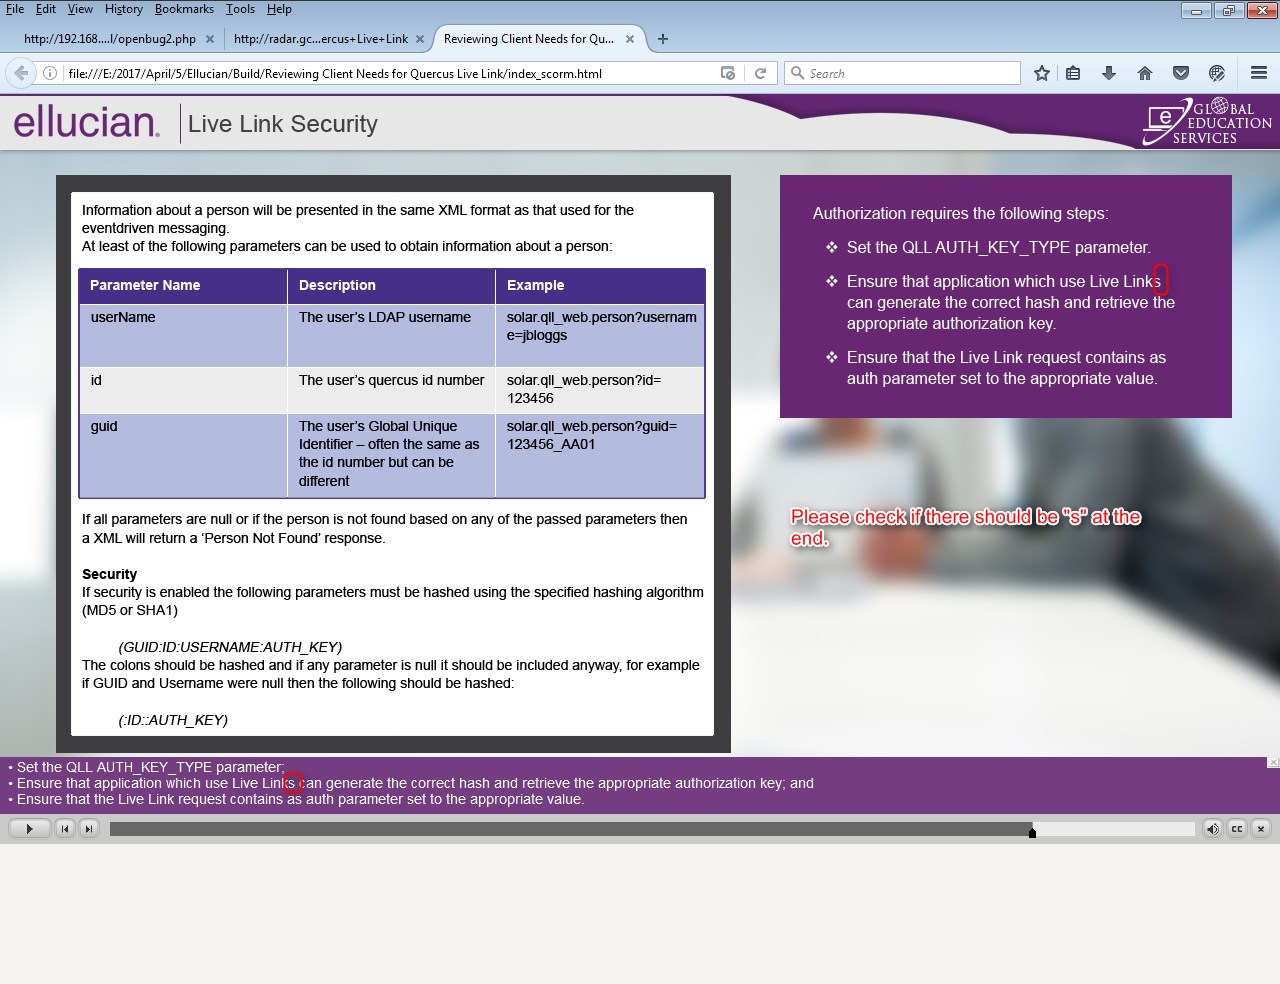 File Edit View History Bookmarks Tools Help
http://192.168....l/openbug2.php
http://radar.gc...ercus+Live+Link
Reviewing Client Needs for Qu...
file:///E:/2017/April/5/Ellucian/Build/Reviewing Client Needs for Quercus Live Link/index_scorm.html
Search
ellucian.
Live Link Security
GLOBAL
EDUCATION
SERVICES
Information about a person will be presented in the same XML format as that used for the
eventdriven messaging.
At least of the following parameters can be used to obtain information about a person:
Parameter Name Description Example
userName The user's LDAP username solar.qll_web.person?usernam
e=jbloggs
id The user's quercus id number solar.qll_web.person?id=
123456
guid The user's Global Unique solar.qll_web.person?guid=
Identifier – often the same as 123456_AA01
the id number but can be
different
If all parameters are null or if the person is not found based on any of the passed parameters then
a XML will return a 'Person Not Found' response.
Security
If security is enabled the following parameters must be hashed using the specified hashing algorithm
(MD5 or SHA1)
(GUID:ID:USERNAME:AUTH_KEY)
The colons should be hashed and if any parameter is null it should be included anyway, for example
if GUID and Username were null then the following should be hashed:
(:ID::AUTH_KEY)
Authorization requires the following steps:
❖ Set the QLL AUTH_KEY_TYPE parameter.
❖ Ensure that application which use Live Links
can generate the correct hash and retrieve the
appropriate authorization key.
❖ Ensure that the Live Link request contains as
auth parameter set to the appropriate value.
Please check if there should be "s" at the
end.
• Set the QLL AUTH_KEY_TYPE parameter;
• Ensure that application which use Live Links can generate the correct hash and retrieve the appropriate authorization key; and
• Ensure that the Live Link request contains as auth parameter set to the appropriate value.
CC